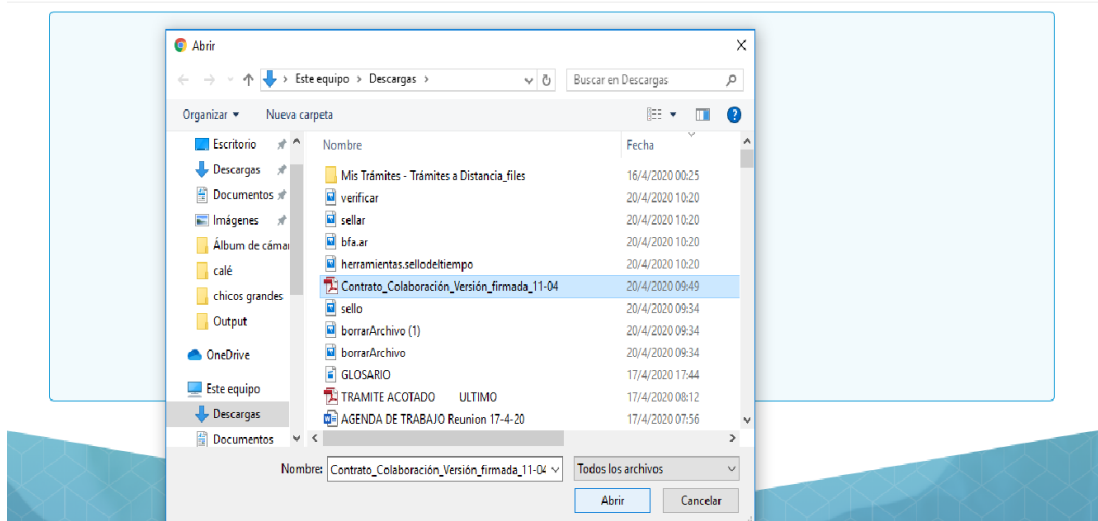 Abrir
Este equipo > Descargas >
Buscar en Descargas
Organizar
Nueva carpeta
Escritorio
Descargas
Documentos
Imágenes
Álbum de cámar
calé
chicos grandes
Output
OneDrive
Este equipo
Descargas
Documentos
Nombre Fecha
Mis Trámites - Trámites a Distancia_files 16/4/2020 00:25
verificar 20/4/2020 10:20
sellar 20/4/2020 10:20
bfa.ar 20/4/2020 10:20
herramientas.sellodeltiempo 20/4/2020 10:20
Contrato_Colaboración_Versión_firmada_11-04 20/4/2020 09:49
sello 20/4/2020 09:34
borrarArchivo (1) 20/4/2020 09:34
borrarArchivo 20/4/2020 09:34
GLOSARIO 17/4/2020 17:44
TRAMITE ACOTADO ULTIMO 17/4/2020 08:12
AGENDA DE TRABAJO Reunion 17-4-20 17/4/2020 07:56
Nombre: Contrato_Colaboración_Versión_firmada_11-04 Todos los archivos
Abrir Cancelar